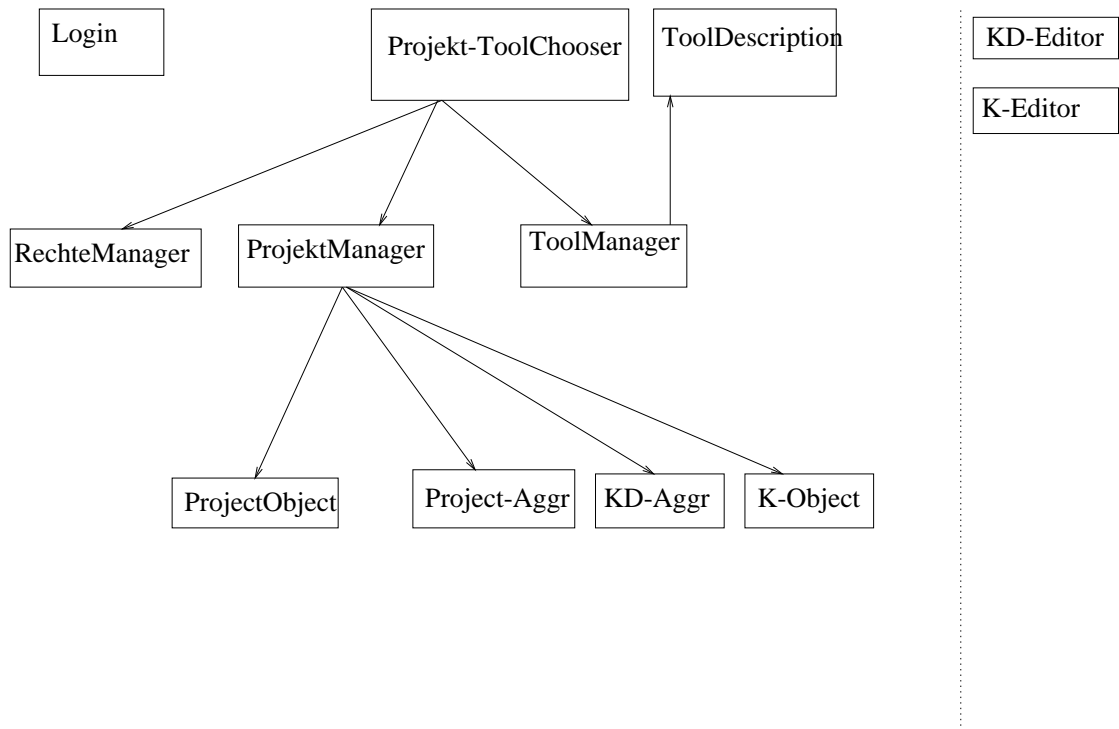 Login
Projekt-ToolChooser
ToolDescription
KD-Editor
K-Editor
RechteManager
ProjektManager
ToolManager
ProjectObject
Project-Aggr
KD-Aggr
K-Object